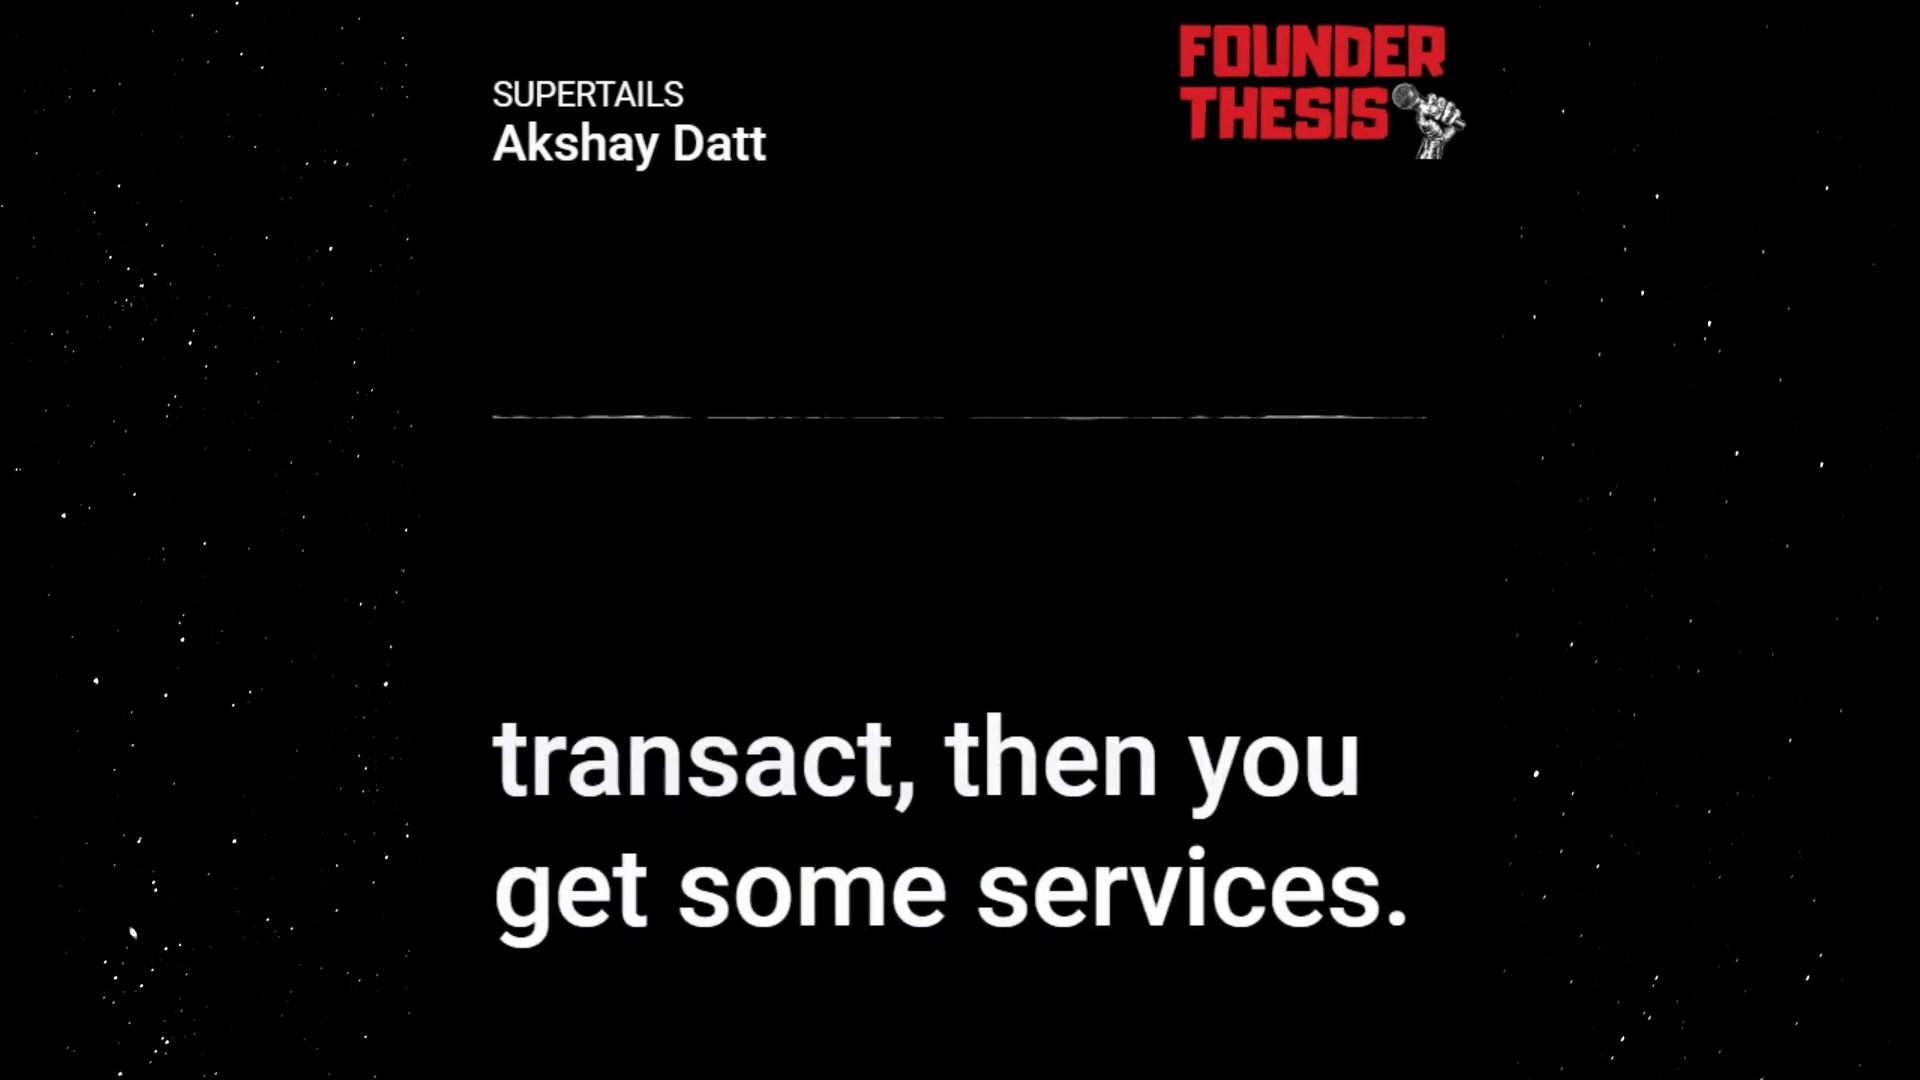 SUPERTAILS
Akshay Datt
FOUNDER
THESIS
transact, then you
get some services.